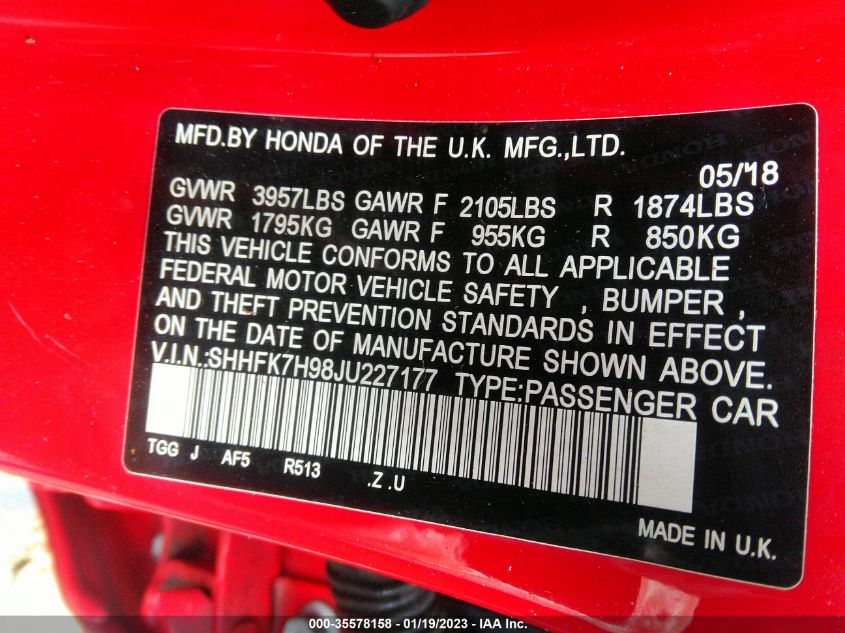 MFD.BY HONDA OF THE U.K. MFG.,LTD.
05/18
GVWR 3957LBS GAWR F 2105LBS R 1874LBS
GVWR 1795KG GAWR F 955KG R 850KG
THIS VEHICLE CONFORMS TO ALL APPLICABLE
FEDERAL MOTOR VEHICLE SAFETY , BUMPER ,
AND THEFT PREVENTION STANDARDS IN EFFECT
ON THE DATE OF MANUFACTURE SHOWN ABOVE.
V.I.N.:SHHFK7H98JU227177 TYPE:PASSENGER CAR
TGG J AF5 R513 .Z .U
MADE IN U.K.
000-35578158 - 01/19/2023 - IAA Inc.